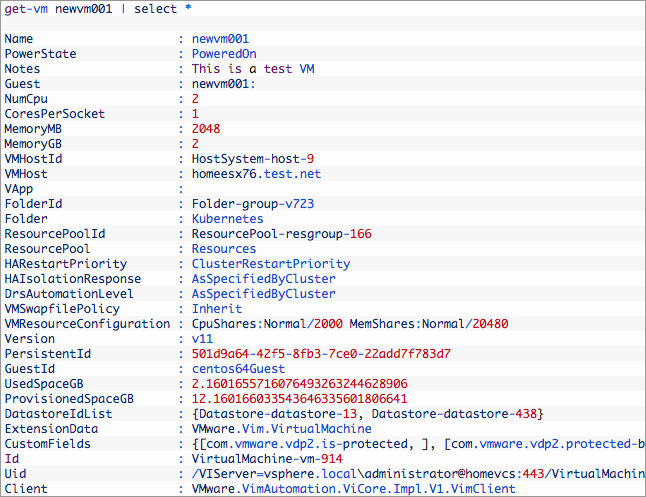 get-vm newvm001 | select *
Name : newvm001
PowerState : PoweredOn
Notes : This is a test VM
Guest : newvm001:
NumCpu : 2
CoresPerSocket : 1
MemoryMB : 2048
MemoryGB : 2
VMHostId : HostSystem-host-9
VMHost : homeesx76.test.net
VApp :
FolderId : Folder-group-v723
Folder : Kubernetes
ResourcePoolId : ResourcePool-resgroup-166
ResourcePool : Resources
HARestartPriority : ClusterRestartPriority
HAIsolationResponse : AsSpecifiedByCluster
DrsAutomationLevel : AsSpecifiedByCluster
VMSwapfilePolicy : Inherit
VMResourceConfiguration : CpuShares:Normal/2000 MemShares:Normal/20480
Version : v11
PersistentId : 501d9a64-42f5-8fb3-7ce0-22add7f783d7
GuestId : centos64Guest
UsedSpaceGB : 2.1601655716076493263244628906
ProvisionedSpaceGB : 12.160166033543646335601806641
DatastoreIdList : {Datastore-datastore-13, Datastore-datastore-438}
ExtensionData : VMware.Vim.VirtualMachine
CustomFields : {[com.vmware.vdp2.is-protected, ], [com.vmware.vdp2.protected-b
Id : VirtualMachine-vm-914
Uid : /VIServer=vsphere.local\administrator@homevcs:443/VirtualMachin
Client : VMware.VimAutomation.ViCore.Impl.V1.VimClient